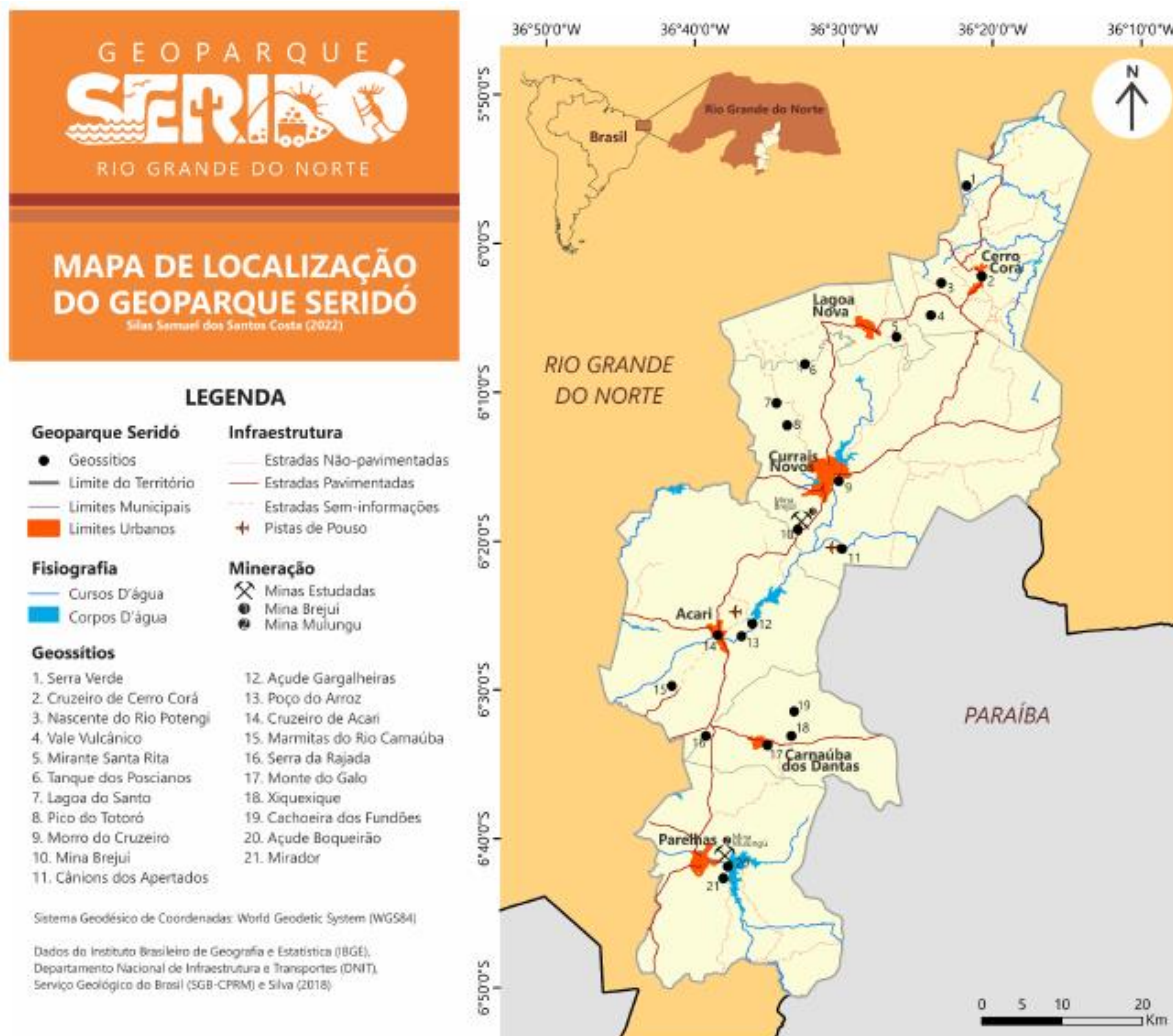 GEOPARQUE
SERIDÓ
RIO GRANDE DO NORTE
MAPA DE LOCALIZAÇÃO
DO GEOPARQUE SERIDÓ
Silas Samuel dos Santos Costa (2022)
LEGENDA
Geoparque Seridó
Geossítios
Limite do Território
Limites Municipais
Limites Urbanos
Infraestrutura
Estradas Não-pavimentadas
Estradas Pavimentadas
Estradas Sem-informações
Pistas de Pouso
Fisiografia
Cursos D'água
Corpos D'água
Mineração
Minas Estudadas
Mina Brejuí
Mina Mulungu
Geossítios
1. Serra Verde
2. Cruzeiro de Cerro Corá
3. Nascente do Rio Potengi
4. Vale Vulcânico
5. Mirante Santa Rita
6. Tanque dos Poscianos
7. Lagoa do Santo
8. Pico do Totoró
9. Morro do Cruzeiro
10. Mina Brejuí
11. Cânions dos Apertados
12. Açude Gargalheiras
13. Poço do Arroz
14. Cruzeiro de Acari
15. Marmitas do Rio Carnaúba
16. Serra da Rajada
17. Monte do Galo
18. Xiquexique
19. Cachoeira dos Fundões
20. Açude Boqueirão
21. Mirador
Sistema Geodésico de Coordenadas: World Geodetic System (WGS84)
Dados do Instituto Brasileiro de Geografia e Estatística (IBGE),
Departamento Nacional de Infraestrutura e Transportes (DNIT),
Serviço Geológico do Brasil (SGB-CPRM) e Silva (2018)
36°50'0"W
36°40'0"W
36°30'0"W
36°20'0"W
36°10'0"W
5°50'0"S
6°0'0"S
6°10'0"S
6°20'0"S
6°30'0"S
6°40'0"S
6°50'0"S
N
Brasil
Rio Grande do Norte
1
Cerro
Corá
2
3
4
Lagoa
Nova
5
RIO GRANDE
DO NORTE
6
7
8
Currais
Novos
9
Mina
Brejuí
10
11
Acari
12
13
14
15
PARAÍBA
19
18
16
17
Carnaúba
dos Dantas
Parelhas
Mina
Mulungu
21
0 5 10 20
Km